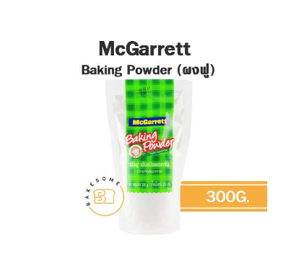 McGarrett
Baking Powder (ผงฟู)
McGarrett
Baking
Powder
BAKESOME
300G.